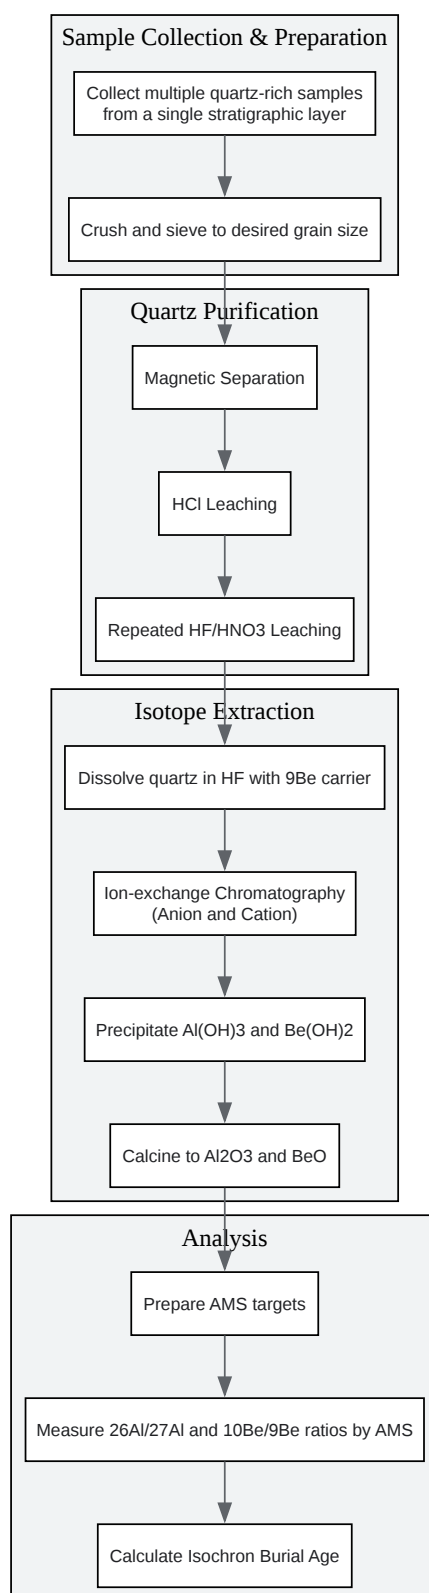 Sample Collection & Preparation
Collect multiple quartz-rich samples
from a single stratigraphic layer
Crush and sieve to desired grain size
Quartz Purification
Magnetic Separation
HCl Leaching
Repeated HF/HNO3 Leaching
Isotope Extraction
Dissolve quartz in HF with 9Be carrier
Ion-exchange Chromatography
(Anion and Cation)
Precipitate Al(OH)3 and Be(OH)2
Calcine to Al2O3 and BeO
Analysis
Prepare AMS targets
Measure 26Al/27Al and 10Be/9Be ratios by AMS
Calculate Isochron Burial Age